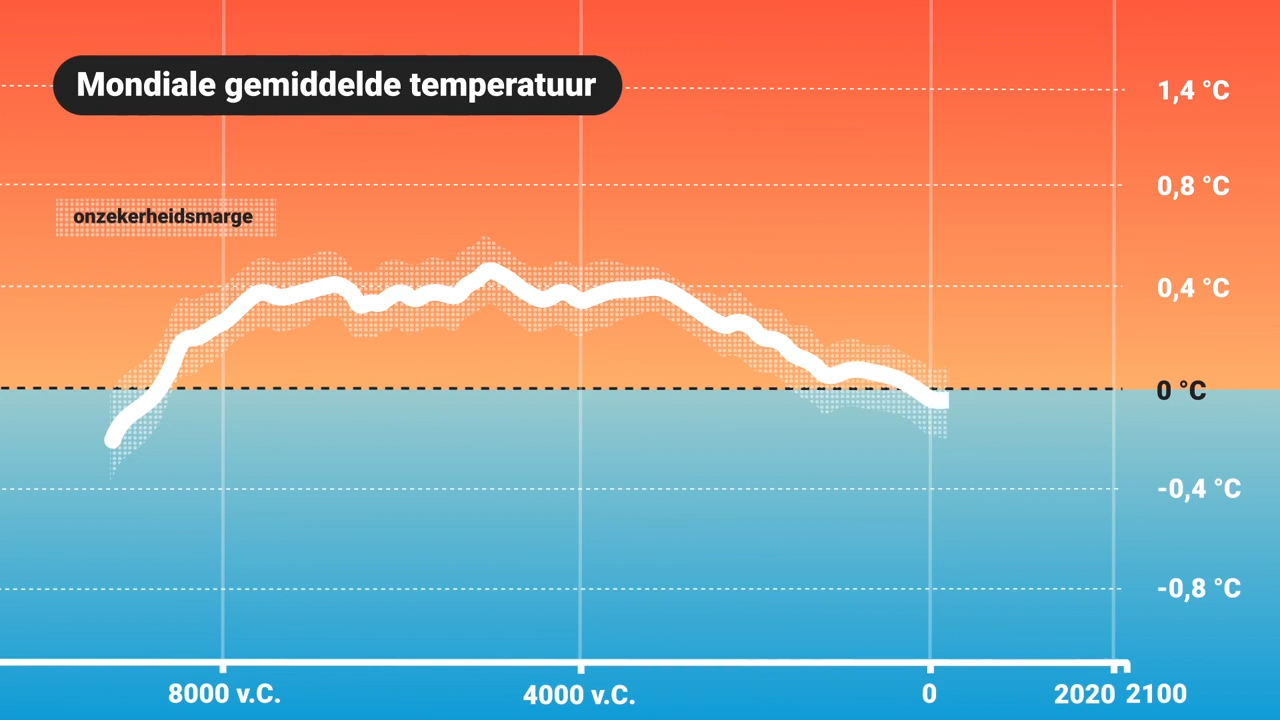 Mondiale gemiddelde temperatuur
1,4 °C
0,8 °C
onzekerheidsmarge
0,4 °C
0 °C
-0,4 °C
-0,8 °C
8000 v.C.
4000 v.C.
0
2020
2100